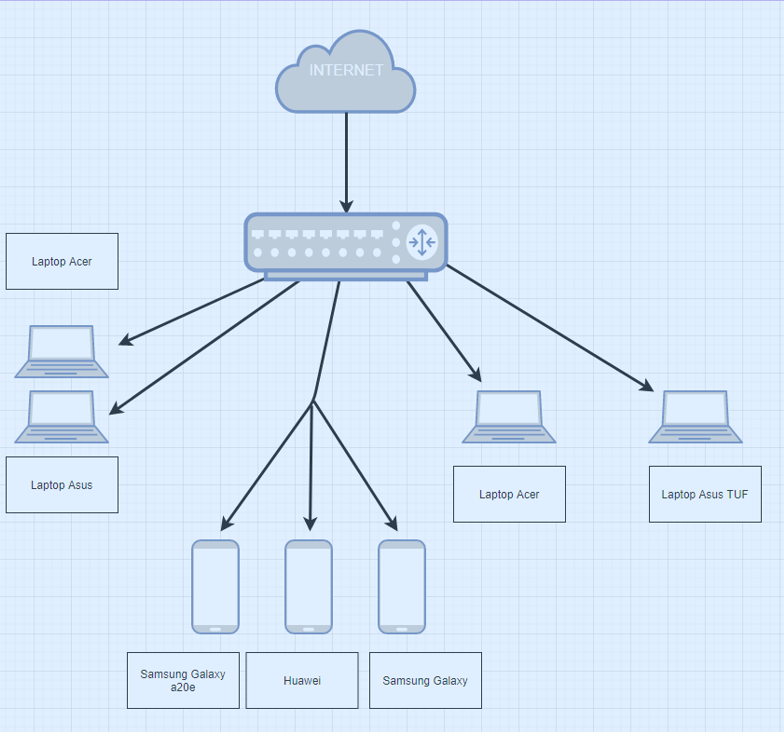 INTERNET
Laptop Acer
Laptop Asus
Laptop Acer
Laptop Asus TUF
Samsung Galaxy
a20e
Huawei
Samsung Galaxy